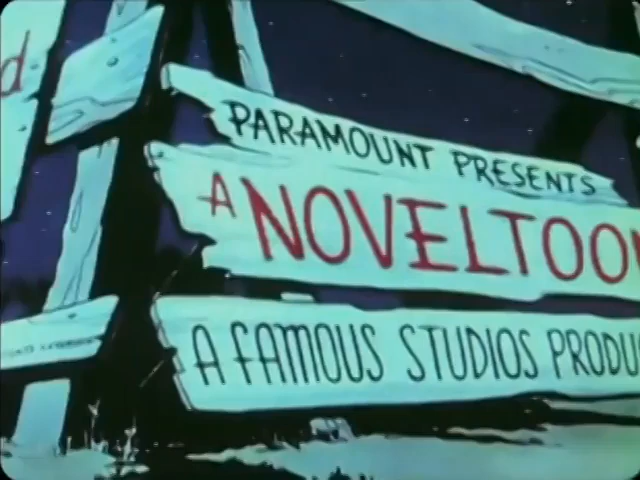 d
PARAMOUNT PRESENTS
A NOVELTOO
A FAMOUS STUDIOS PRODU